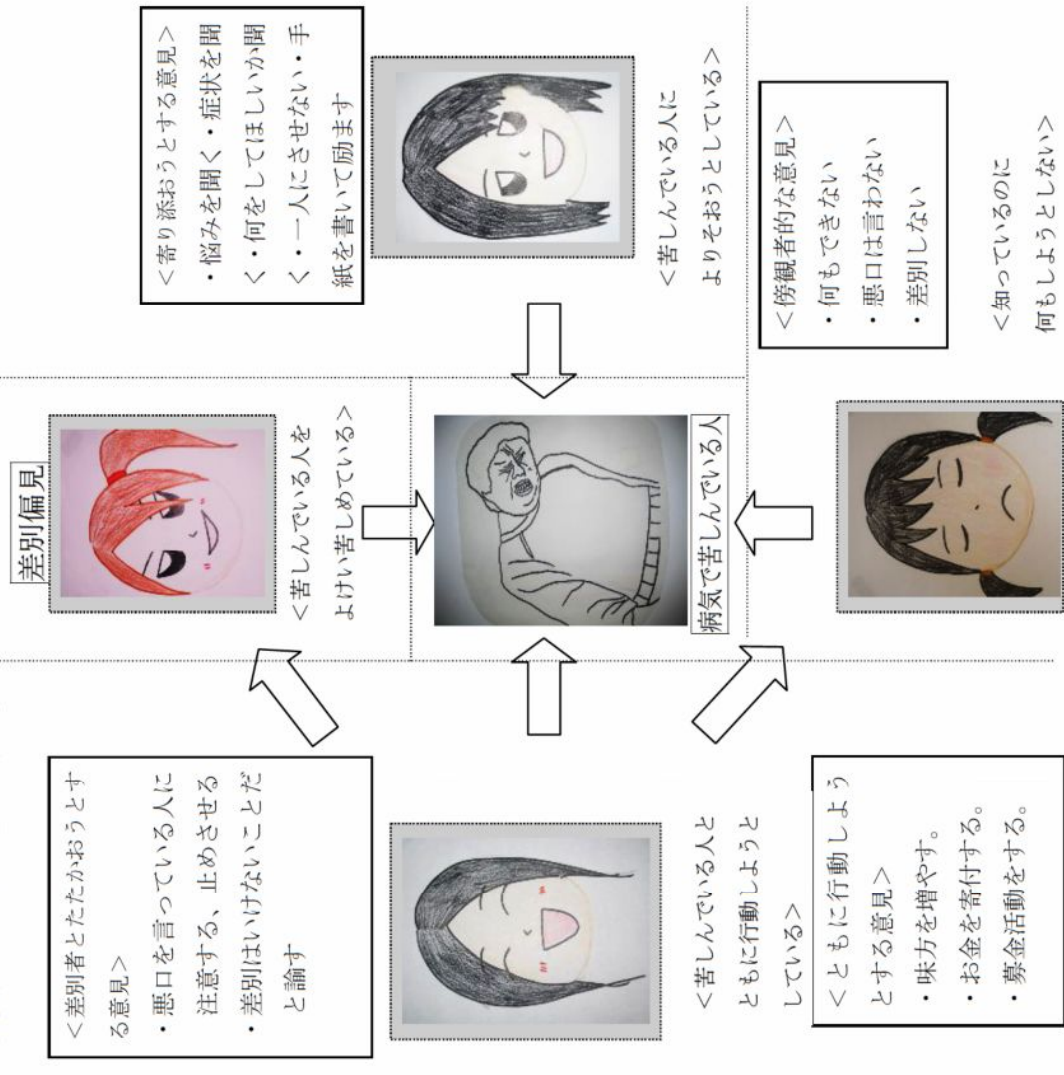 <差別者とたたかおうとす
る意見>
・悪口を言っている人に
注意する、止めさせる
・差別はいけないことだ
と諭す
差別偏見
<苦しんでいる人を
よけい苦しめている>
<寄り添おうとする意見>
・悩みを聞く・症状を聞
く・何をしてほしいか聞
く・一人にさせない・手
紙を書いて励ます
<苦しんでいる人と
ともに行動しようと
している>
病気で苦しんでいる人
<苦しんでいる人に
よりそおうとしている>
<ともに行動しよう
とする意見>
・味方を増やす。
・お金を寄付する。
・募金活動をする。
<傍観者的な意見>
・何もできない
・悪口は言わない
・差別しない
<知っているのに
何もしようとしない>